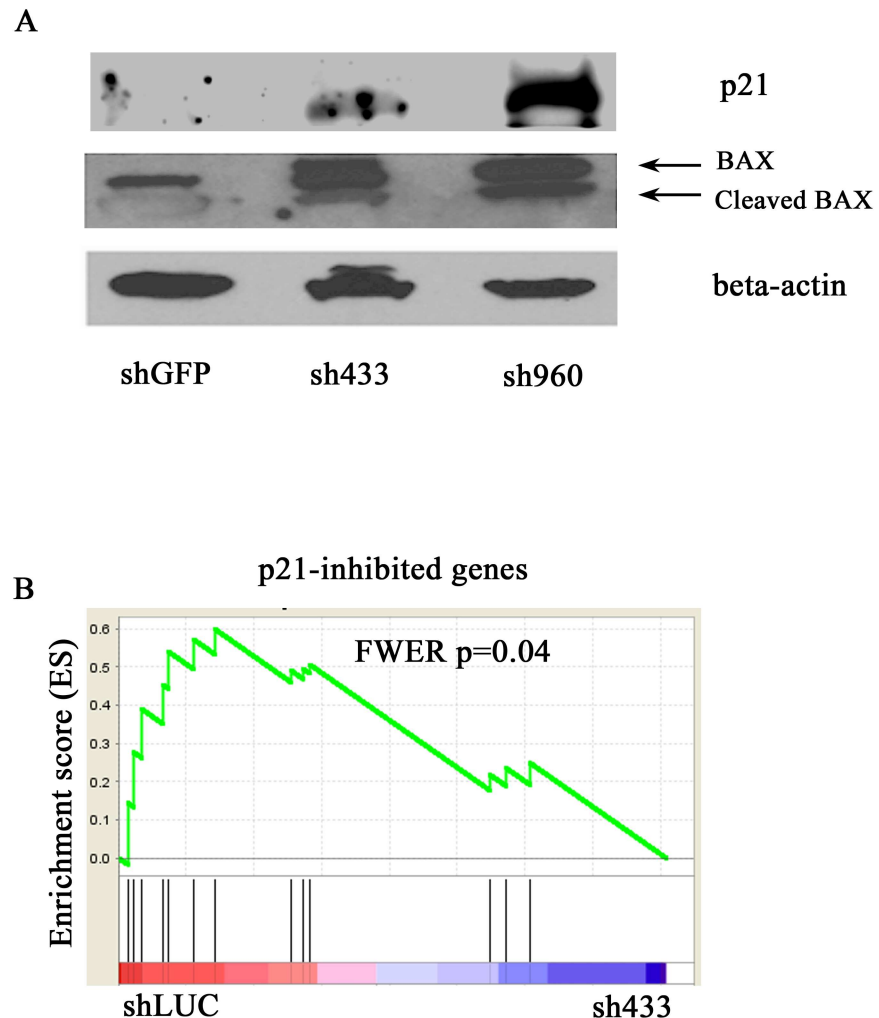 A
p21
BAX
Cleaved BAX
beta-actin
shGFP sh433 sh960
B
p21-inhibited genes
FWER p=0.04
Enrichment score (ES)
0.6
0.5
0.4
0.3
0.2
0.1
0.0
shLUC sh433